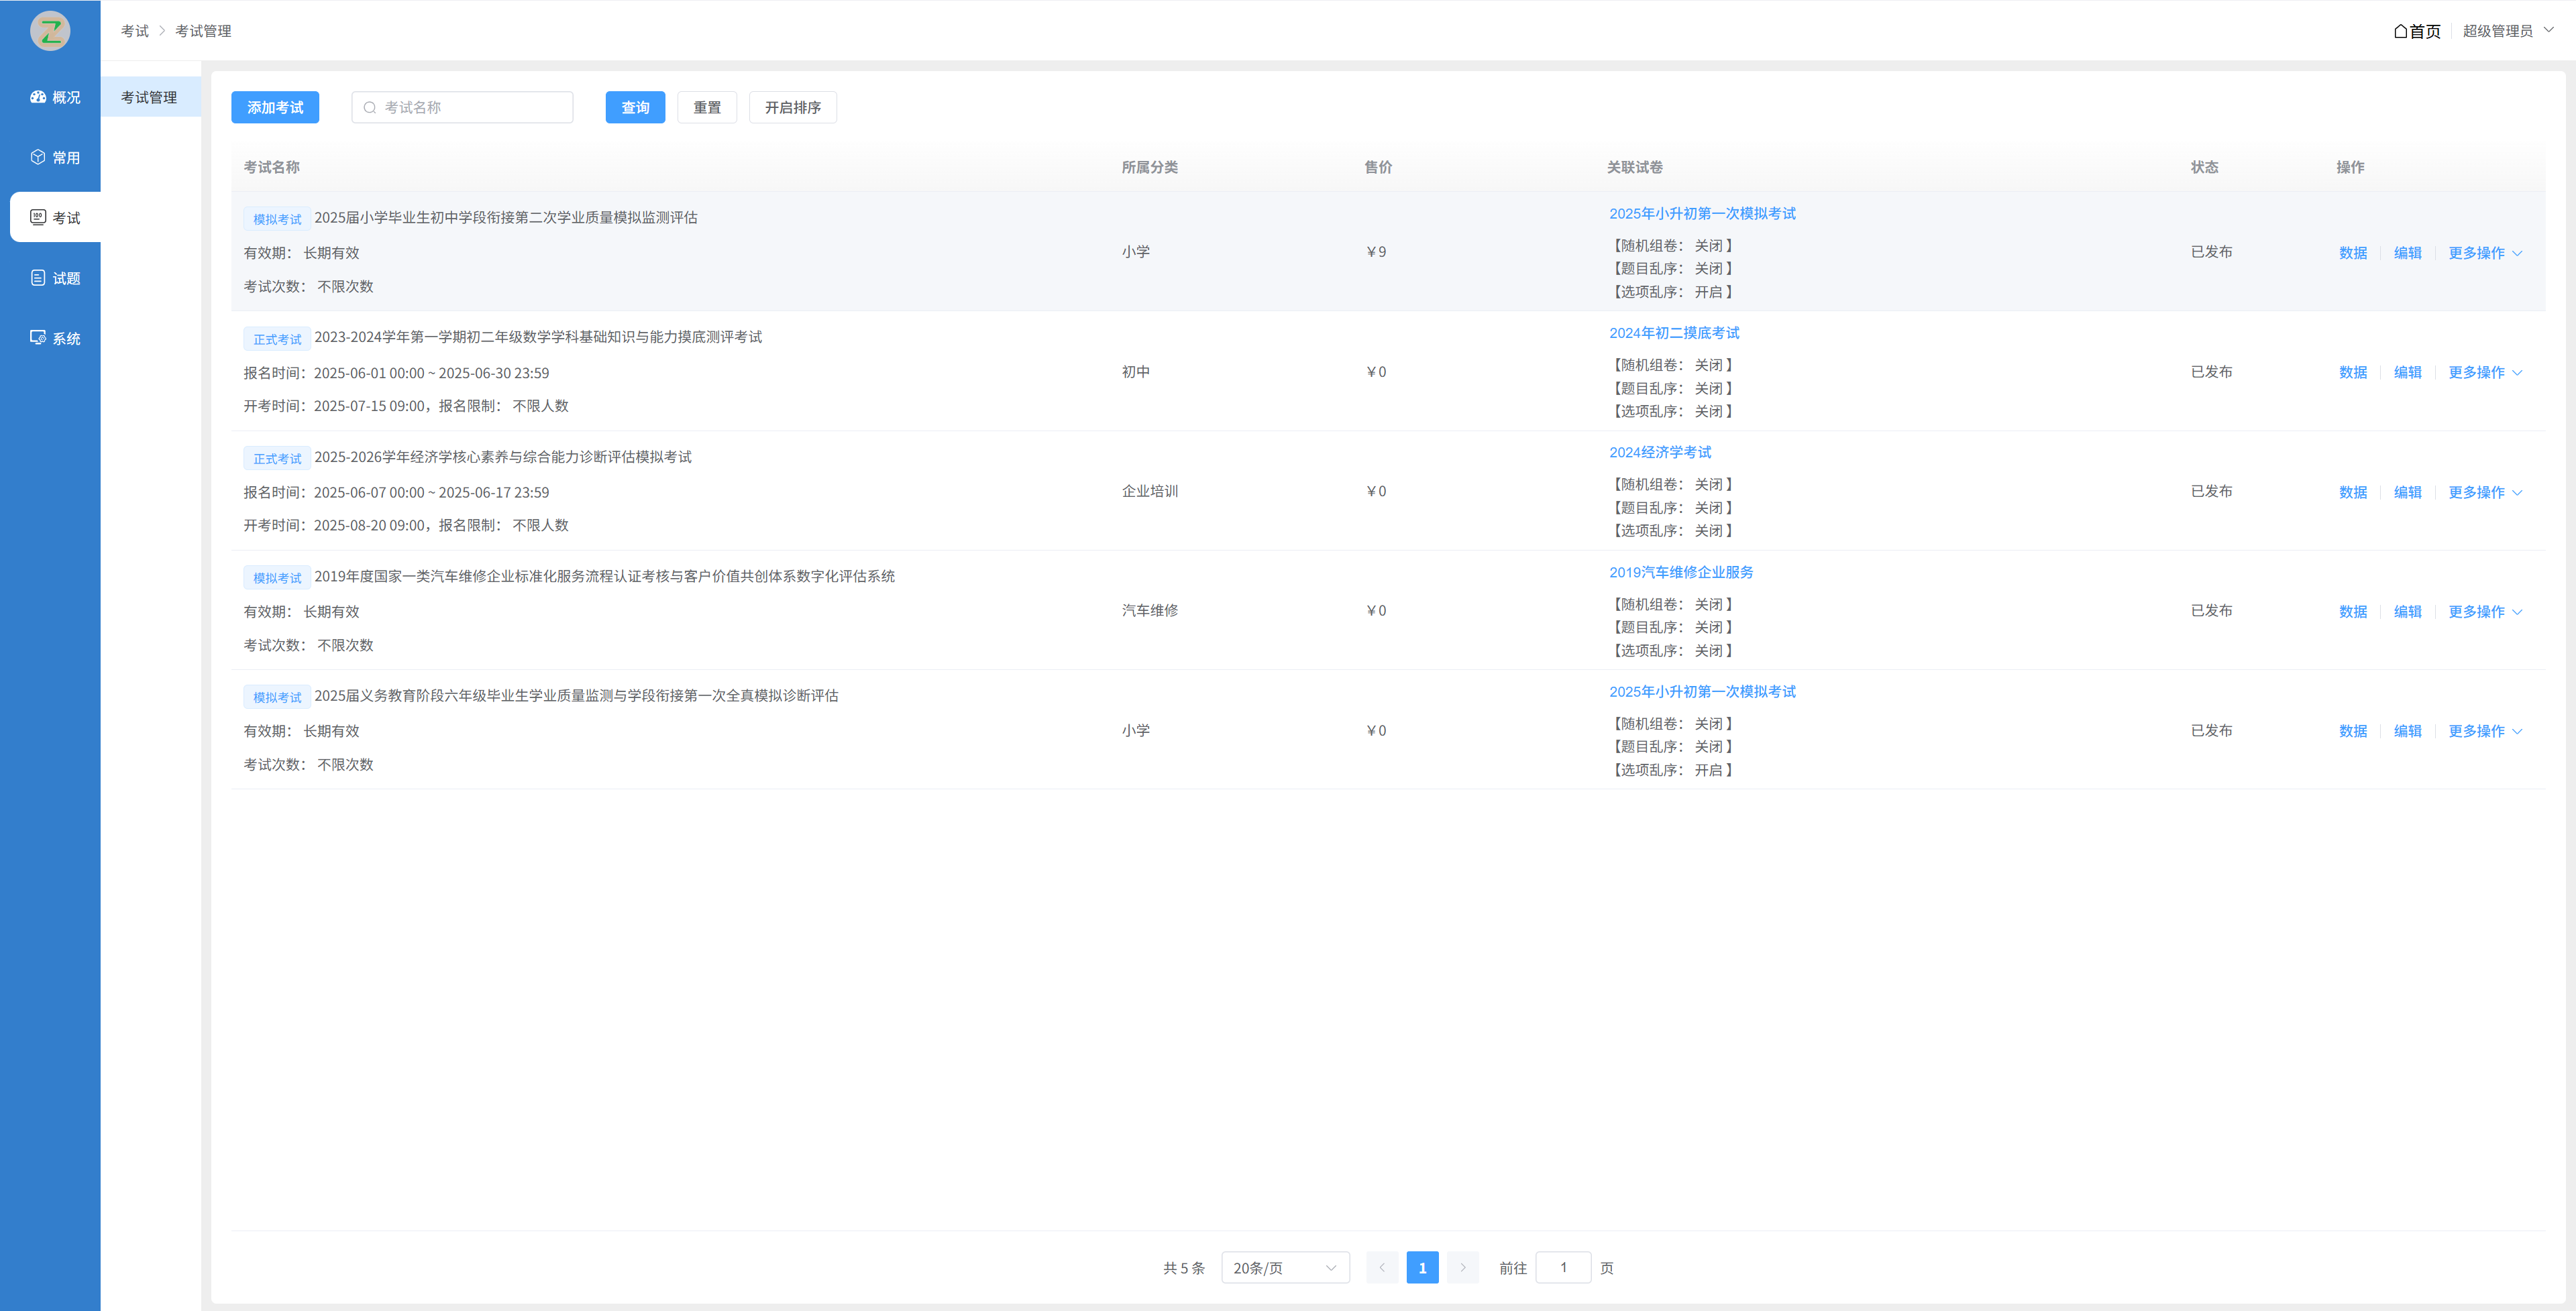 考试 > 考试管理
首页 超级管理员
概况
常用
考试
试题
系统
考试管理
添加考试 考试名称 查询 重置 开启排序
考试名称 所属分类 售价 关联试卷 状态 操作
模拟考试 2025届小学毕业生初中学段衔接第二次学业质量模拟监测评估
有效期： 长期有效
考试次数： 不限次数
小学
¥9
2025年小升初第一次模拟考试
【随机组卷： 关闭 】
【题目乱序： 关闭 】
【选项乱序： 开启 】
已发布
数据 编辑 更多操作
正式考试 2023-2024学年第一学期初二年级数学学科基础知识与能力摸底测评考试
报名时间：2025-06-01 00:00 ~ 2025-06-30 23:59
开考时间：2025-07-15 09:00，报名限制： 不限人数
初中
¥0
2024年初二摸底考试
【随机组卷： 关闭 】
【题目乱序： 关闭 】
【选项乱序： 关闭 】
已发布
数据 编辑 更多操作
正式考试 2025-2026学年经济学核心素养与综合能力诊断评估模拟考试
报名时间：2025-06-07 00:00 ~ 2025-06-17 23:59
开考时间：2025-08-20 09:00，报名限制： 不限人数
企业培训
¥0
2024经济学考试
【随机组卷： 关闭 】
【题目乱序： 关闭 】
【选项乱序： 关闭 】
已发布
数据 编辑 更多操作
模拟考试 2019年度国家一类汽车维修企业标准化服务流程认证考核与客户价值共创体系数字化评估系统
有效期： 长期有效
考试次数： 不限次数
汽车维修
¥0
2019汽车维修企业服务
【随机组卷： 关闭 】
【题目乱序： 关闭 】
【选项乱序： 关闭 】
已发布
数据 编辑 更多操作
模拟考试 2025届义务教育阶段六年级毕业生学业质量监测与学段衔接第一次全真模拟诊断评估
有效期： 长期有效
考试次数： 不限次数
小学
¥0
2025年小升初第一次模拟考试
【随机组卷： 关闭 】
【题目乱序： 关闭 】
【选项乱序： 开启 】
已发布
数据 编辑 更多操作
共 5 条 20条/页 1 前往 1 页